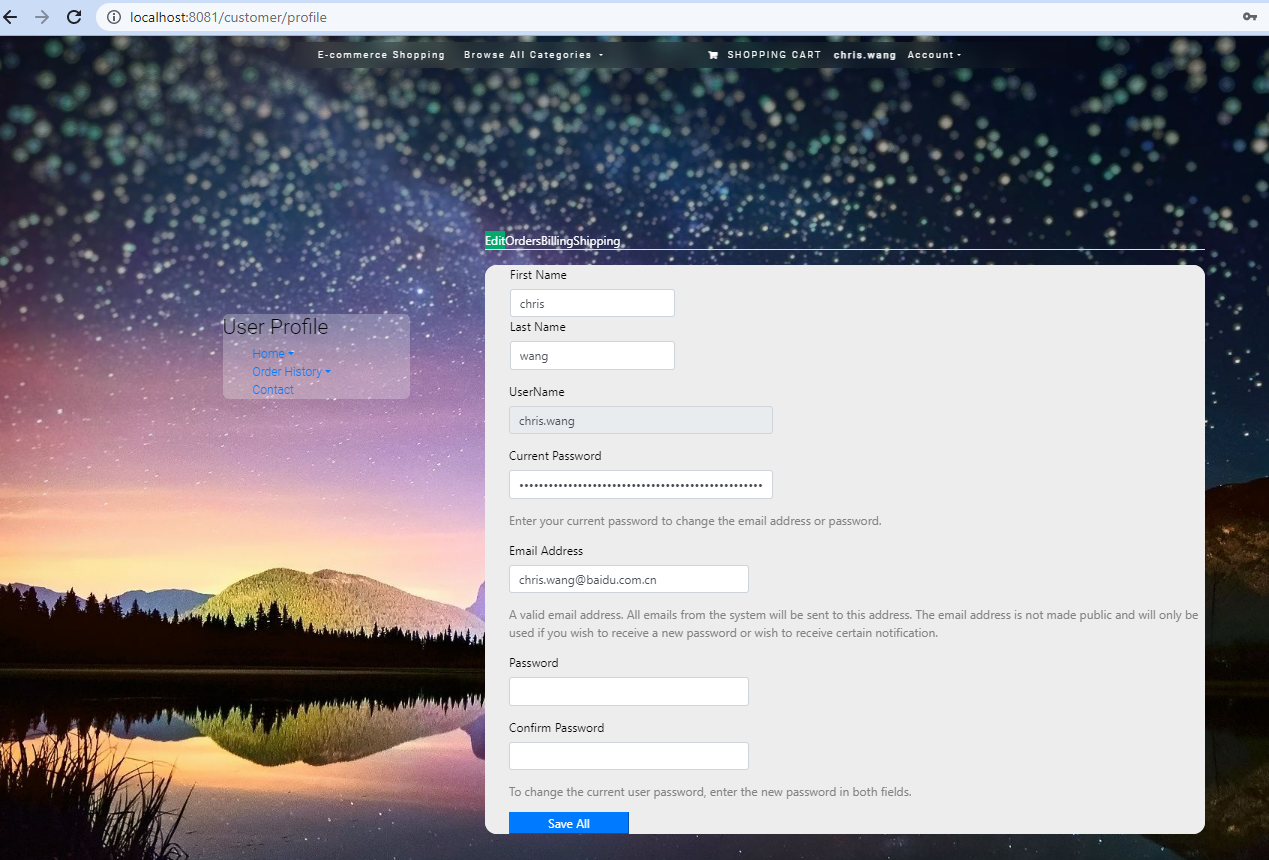 localhost:8081/customer/profile
E-commerce Shopping Browse All Categories SHOPPING CART chris.wang Account
EditOrdersBillingShipping
User Profile
Home
Order History
Contact
First Name
chris
Last Name
wang
UserName
chris.wang
Current Password
••••••••••••••••••••••••••••••••••••••••••••••••••
Enter your current password to change the email address or password.
Email Address
chris.wang@baidu.com.cn
A valid email address. All emails from the system will be sent to this address. The email address is not made public and will only be
used if you wish to receive a new password or wish to receive certain notification.
Password
Confirm Password
To change the current user password, enter the new password in both fields.
Save All